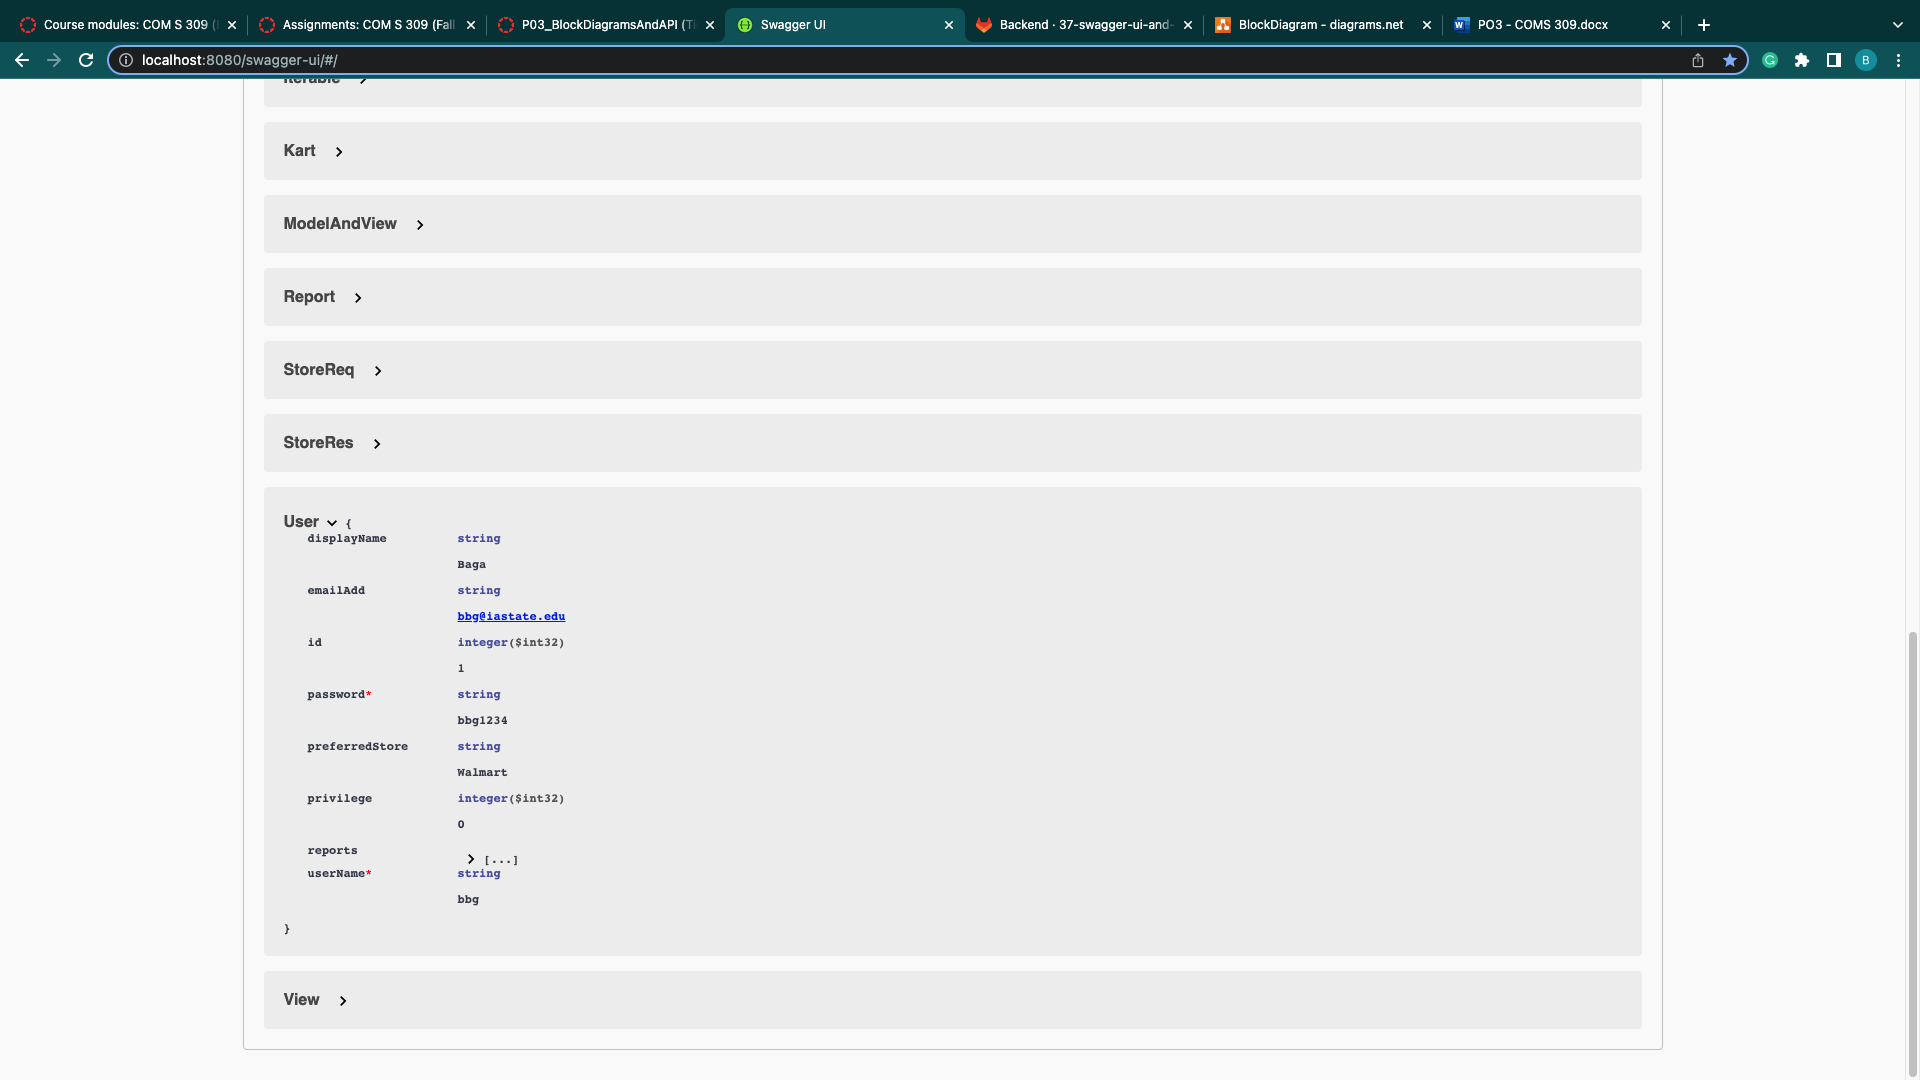 Course modules: COM S 309 (
Assignments: COM S 309 (Fall
P03_BlockDiagramsAndAPI (T
Swagger UI
Backend · 37-swagger-ui-and-
BlockDiagram - diagrams.net
PO3 - COMS 309.docx
localhost:8080/swagger-ui/#/
B
Iterable
Kart
ModelAndView
Report
StoreReq
StoreRes
User {
displayName string
Baga
emailAdd string
bbg@iastate.edu
id integer($int32)
1
password* string
bbg1234
preferredStore string
Walmart
privilege integer($int32)
0
reports [...]
userName* string
bbg
}
View